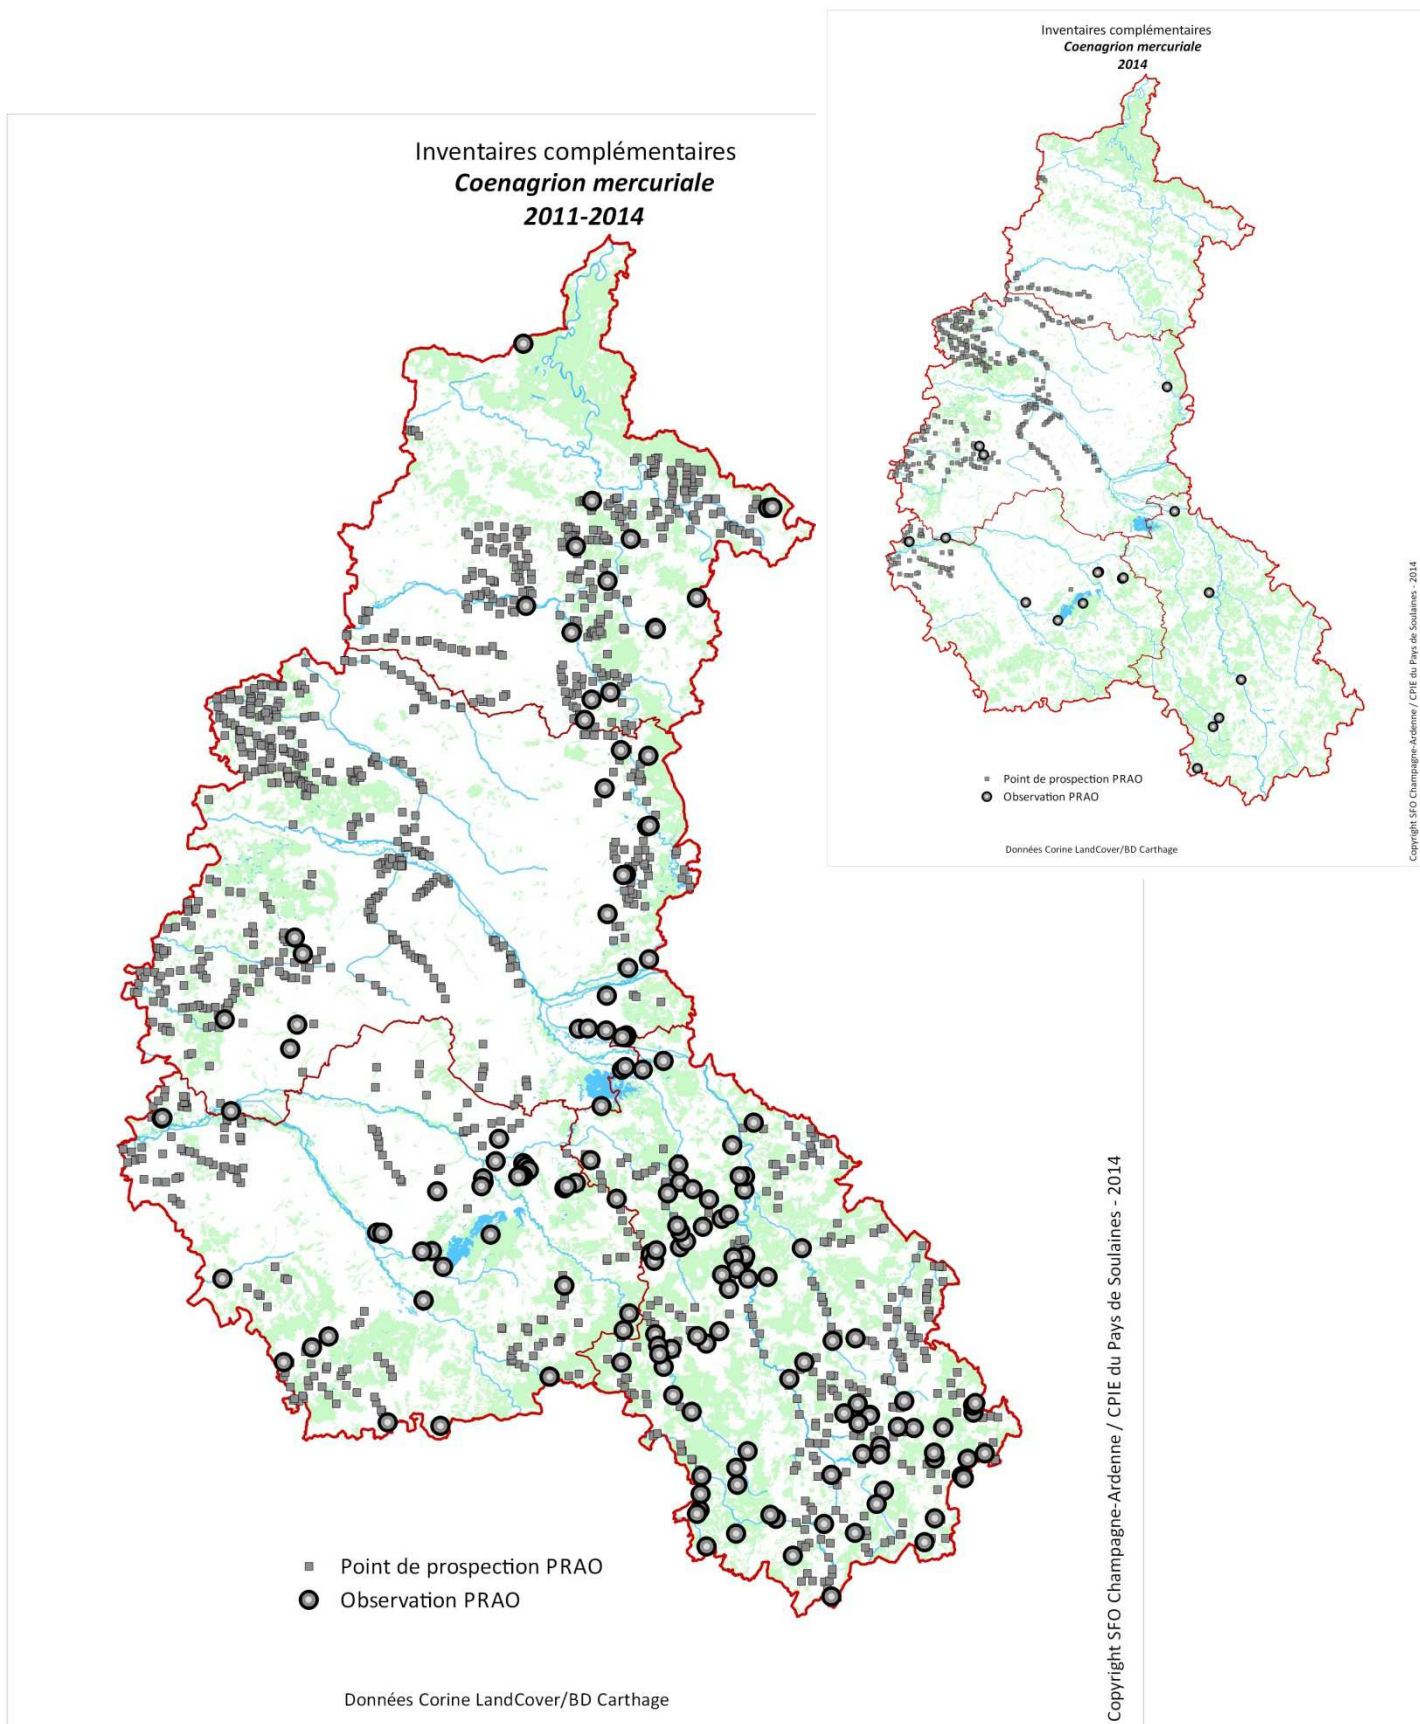 Inventaires complémentaires
Coenagrion mercuriale
2014
Point de prospection PRAO
Observation PRAO
Données Corine LandCover/BD Carthage
Copyright SFO Champagne-Ardenne / CPIE du Pays de Soulaines - 2014
Inventaires complémentaires
Coenagrion mercuriale
2011-2014
Point de prospection PRAO
Observation PRAO
Données Corine LandCover/BD Carthage
Copyright SFO Champagne-Ardenne / CPIE du Pays de Soulaines - 2014